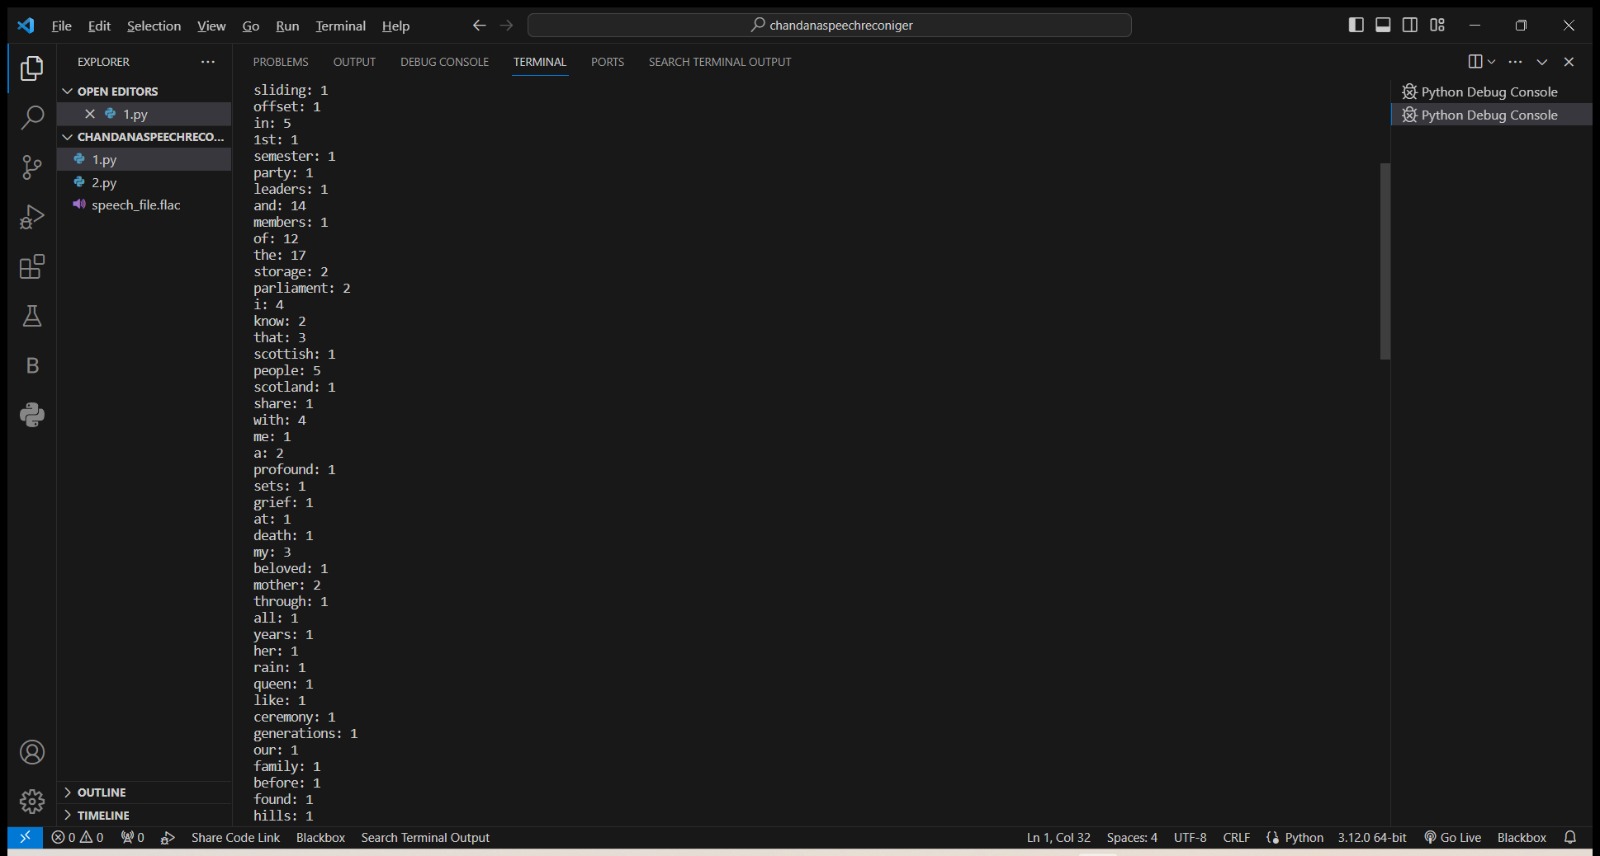 File Edit Selection View Go Run Terminal Help
chandanaspeechreconiger
EXPLORER
OPEN EDITORS
1.py
CHANDANASPEECHRECO...
1.py
2.py
speech_file.flac
OUTLINE
TIMELINE
PROBLEMS OUTPUT DEBUG CONSOLE TERMINAL PORTS SEARCH TERMINAL OUTPUT
sliding: 1
offset: 1
in: 5
1st: 1
semester: 1
party: 1
leaders: 1
and: 14
members: 1
of: 12
the: 17
storage: 2
parliament: 2
i: 4
know: 2
that: 3
scottish: 1
people: 5
scotland: 1
share: 1
with: 4
me: 1
a: 2
profound: 1
sets: 1
grief: 1
at: 1
death: 1
my: 3
beloved: 1
mother: 2
through: 1
all: 1
years: 1
her: 1
rain: 1
queen: 1
like: 1
ceremony: 1
generations: 1
our: 1
family: 1
before: 1
found: 1
hills: 1
Python Debug Console
Python Debug Console
0 0 0 Share Code Link Blackbox Search Terminal Output Ln 1, Col 32 Spaces: 4 UTF-8 CRLF Python 3.12.0 64-bit Go Live Blackbox